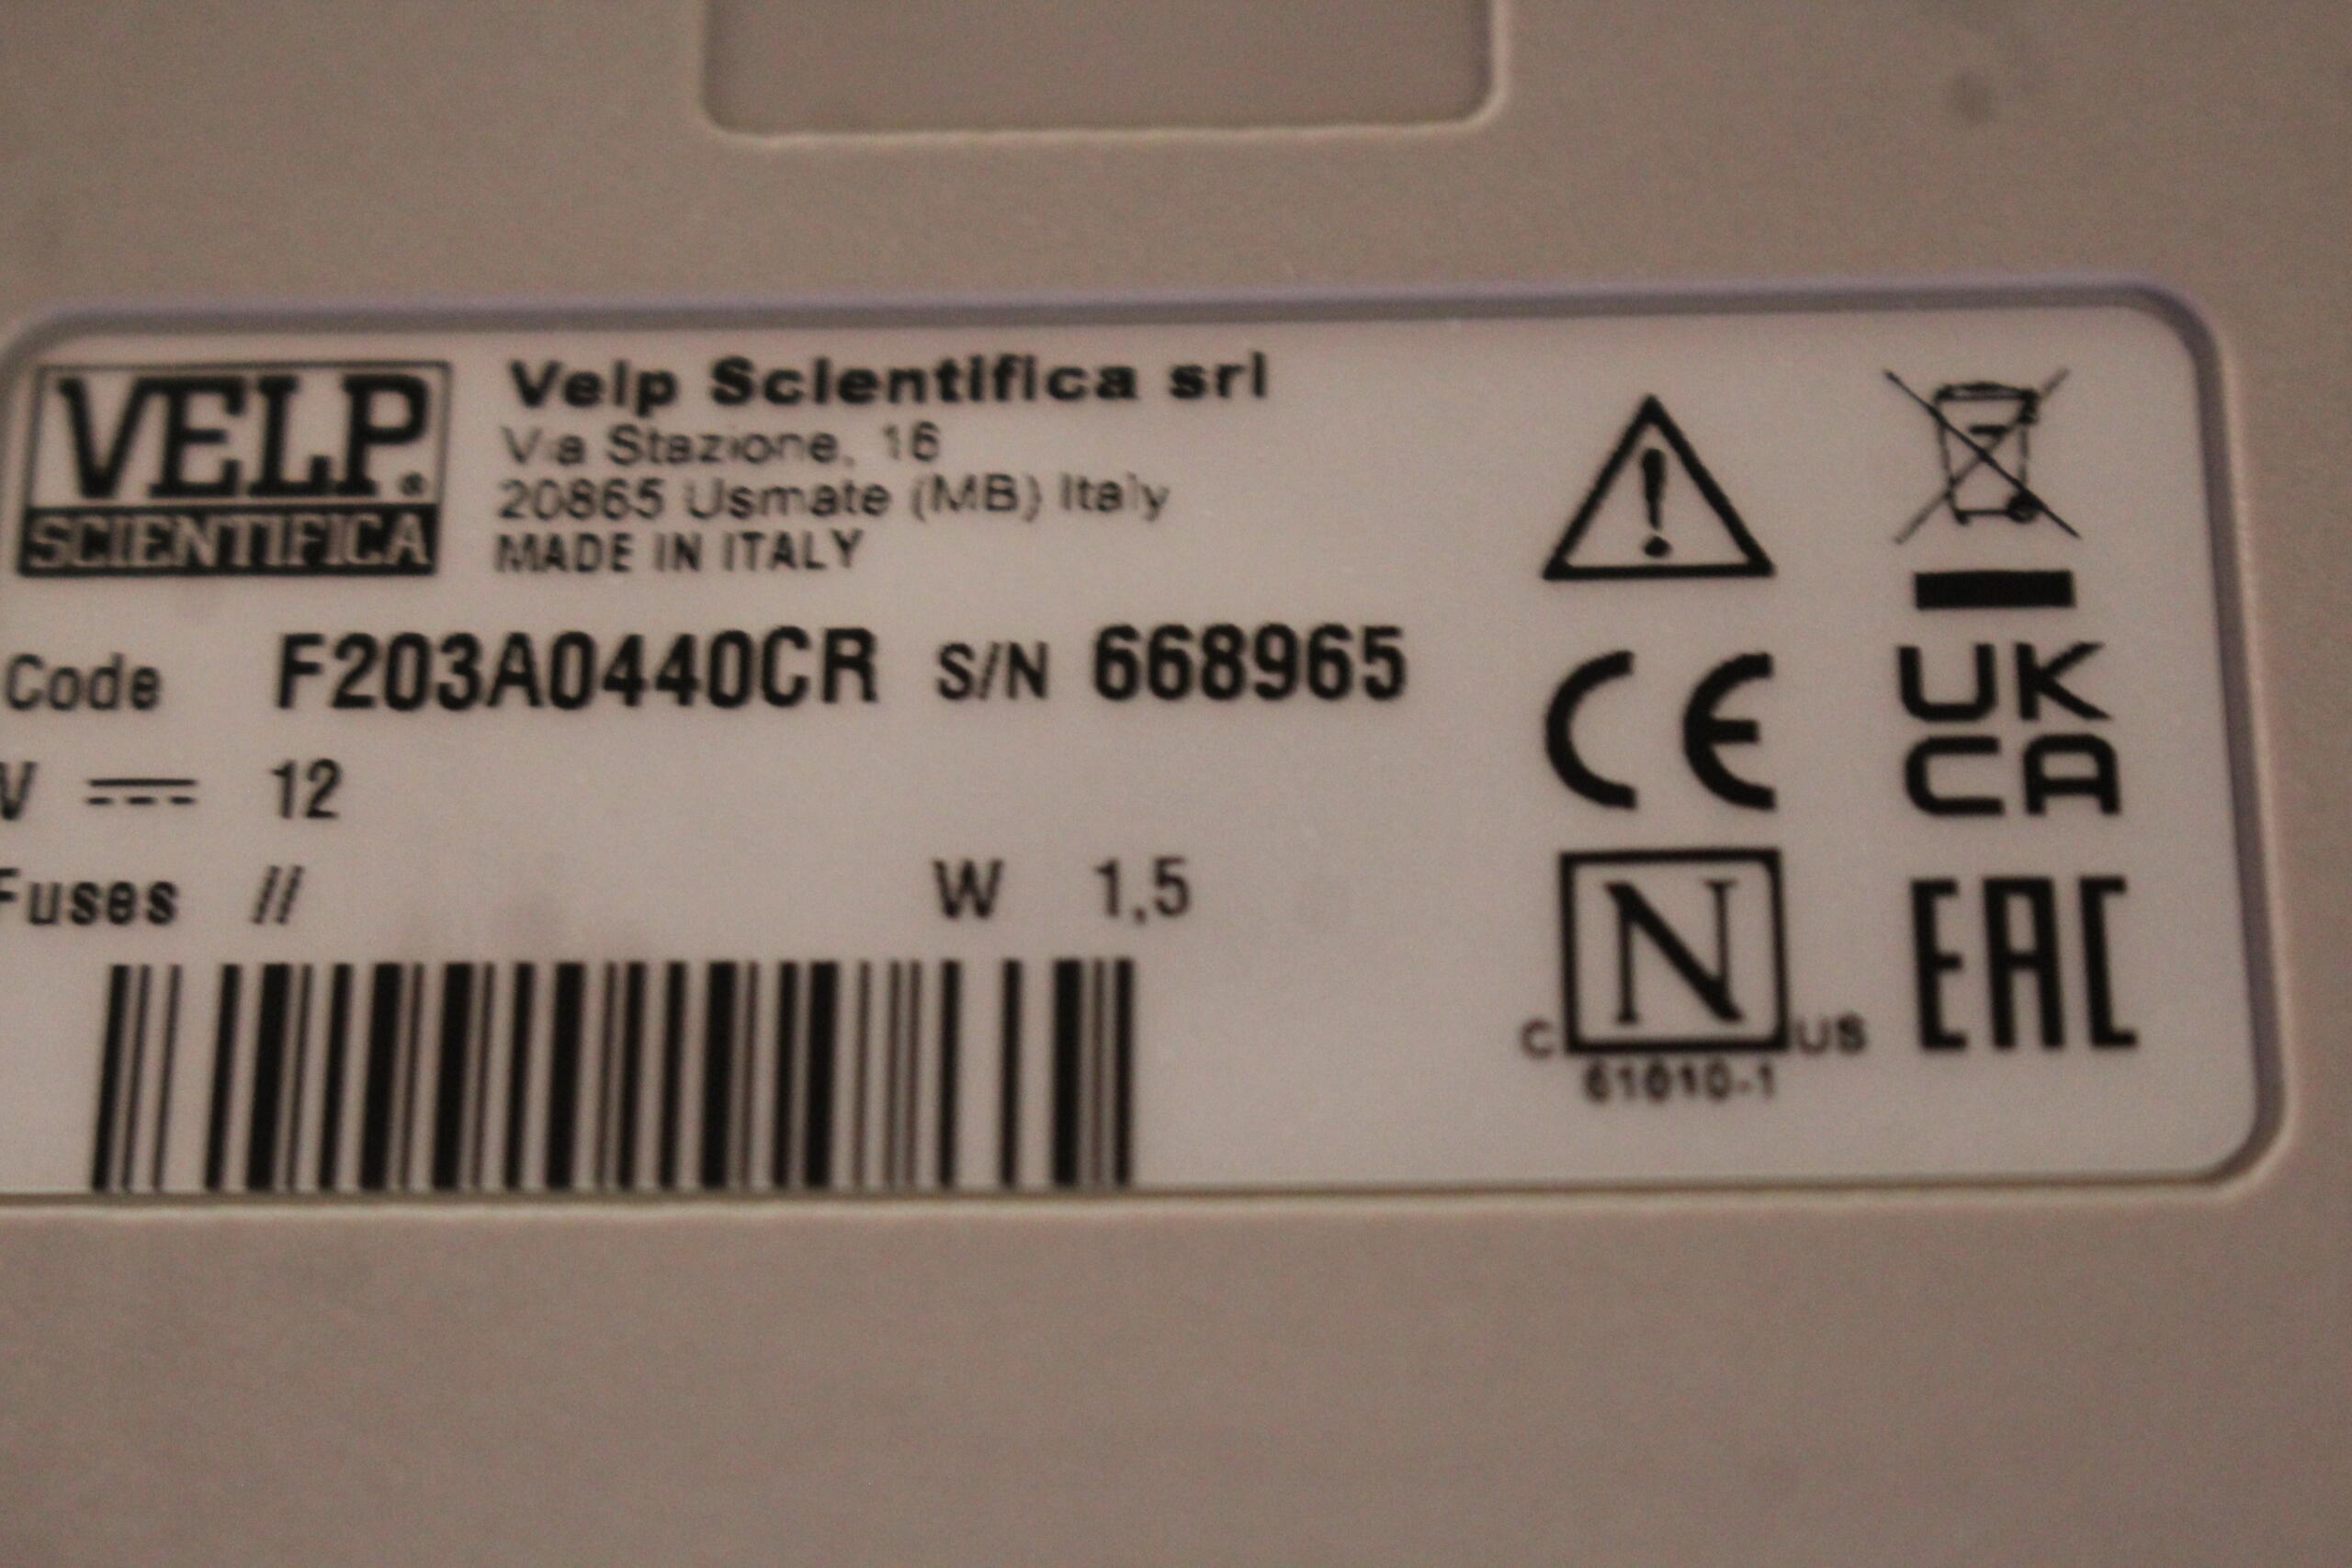 VELP®
SCIENTIFICA
Velp Scientifica srl
Via Stazione, 16
20865 Usmate (MB) Italy
MADE IN ITALY
Code F203A0440CR S/N 668965
V 12
Fuses // W 1,5
CE
UK
CA
N
C US
61010-1
EAC